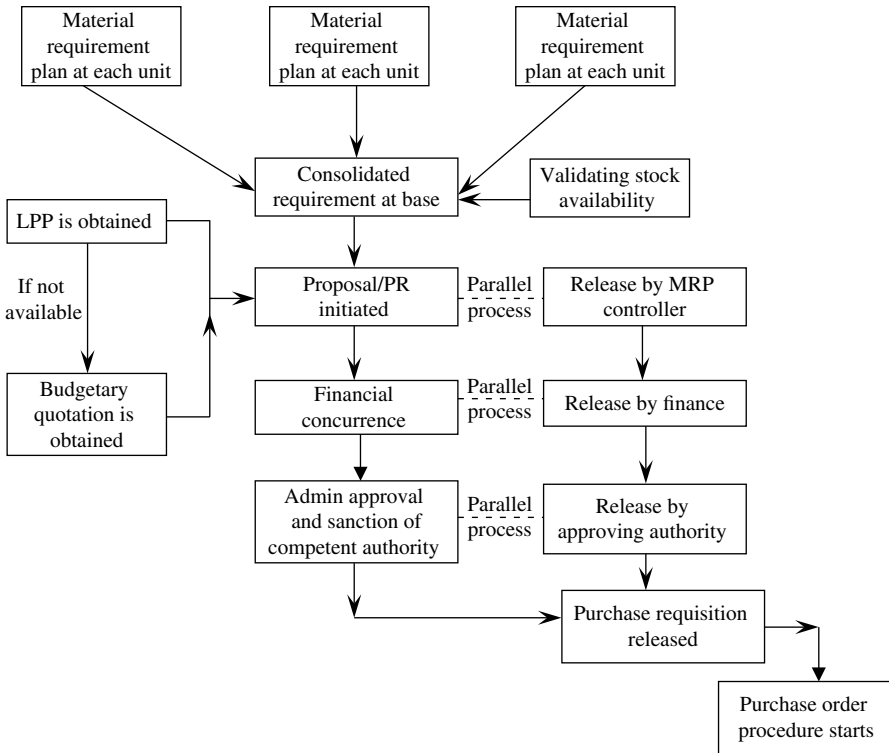 Material
requirement
plan at each unit
Material
requirement
plan at each unit
Material
requirement
plan at each unit
Consolidated
requirement at base
Validating stock
availability
LPP is obtained
If not
available
Budgetary
quotation is
obtained
Proposal/PR
initiated
Parallel
process
Release by MRP
controller
Financial
concurrence
Parallel
process
Release by finance
Admin approval
and sanction of
competent authority
Parallel
process
Release by
approving authority
Purchase requisition
released
Purchase order
procedure starts